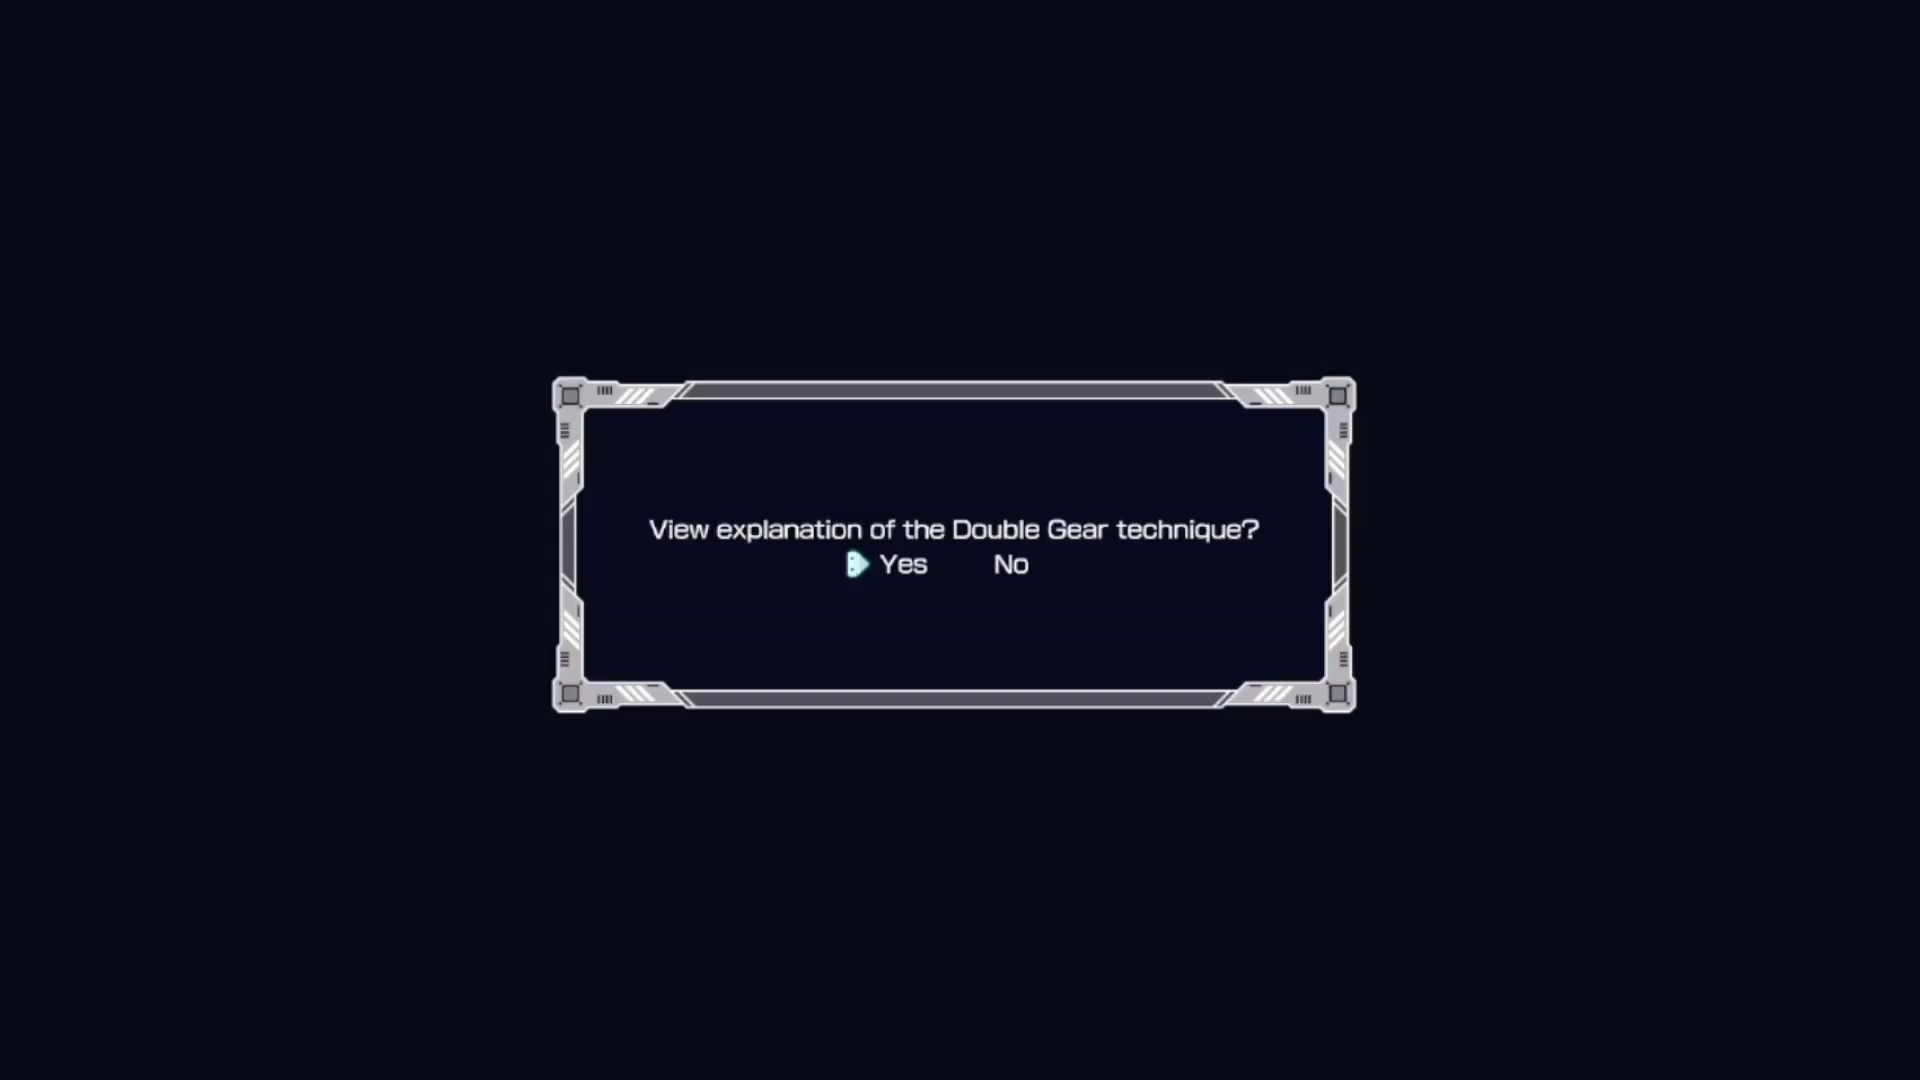 View explanation of the Double Gear technique?
Yes No